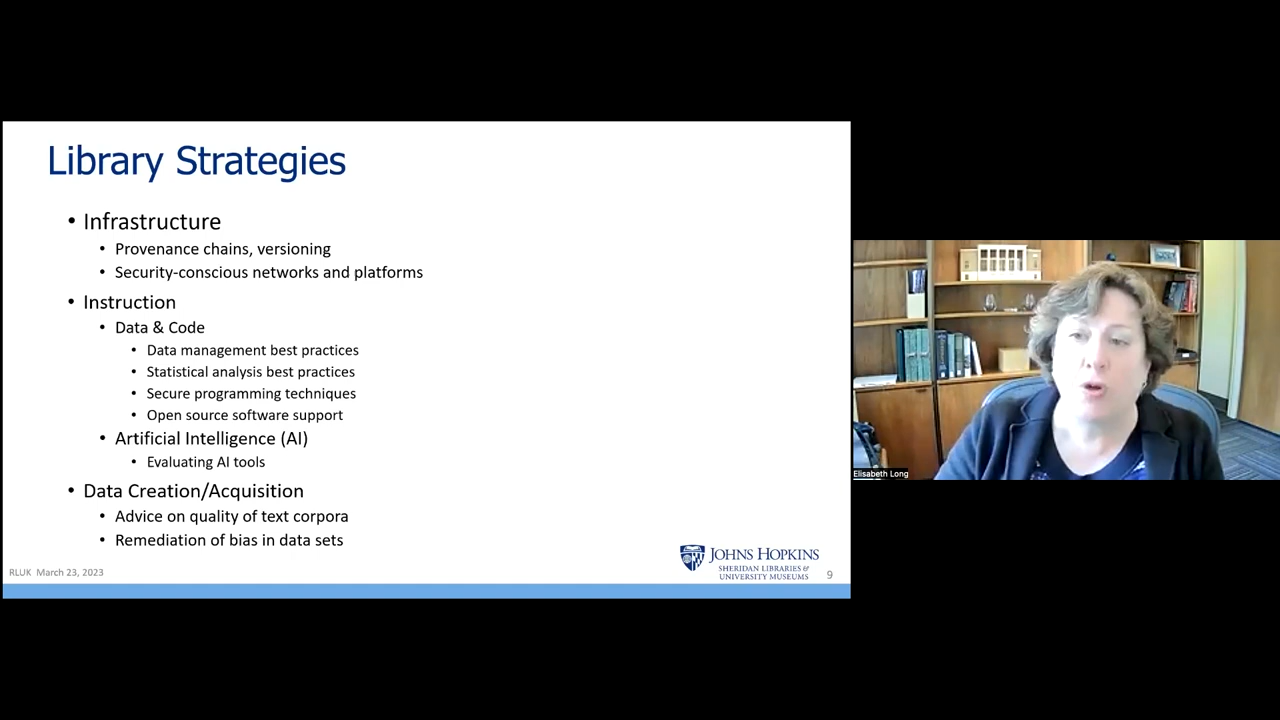 Library Strategies
• Infrastructure
• Provenance chains, versioning
• Security-conscious networks and platforms
• Instruction
• Data & Code
• Data management best practices
• Statistical analysis best practices
• Secure programming techniques
• Open source software support
• Artificial Intelligence (AI)
• Evaluating AI tools
• Data Creation/Acquisition
• Advice on quality of text corpora
• Remediation of bias in data sets
RLUK March 23, 2023
JOHNS HOPKINS
SHERIDAN LIBRARIES &
UNIVERSITY MUSEUMS
9
Elisabeth Long